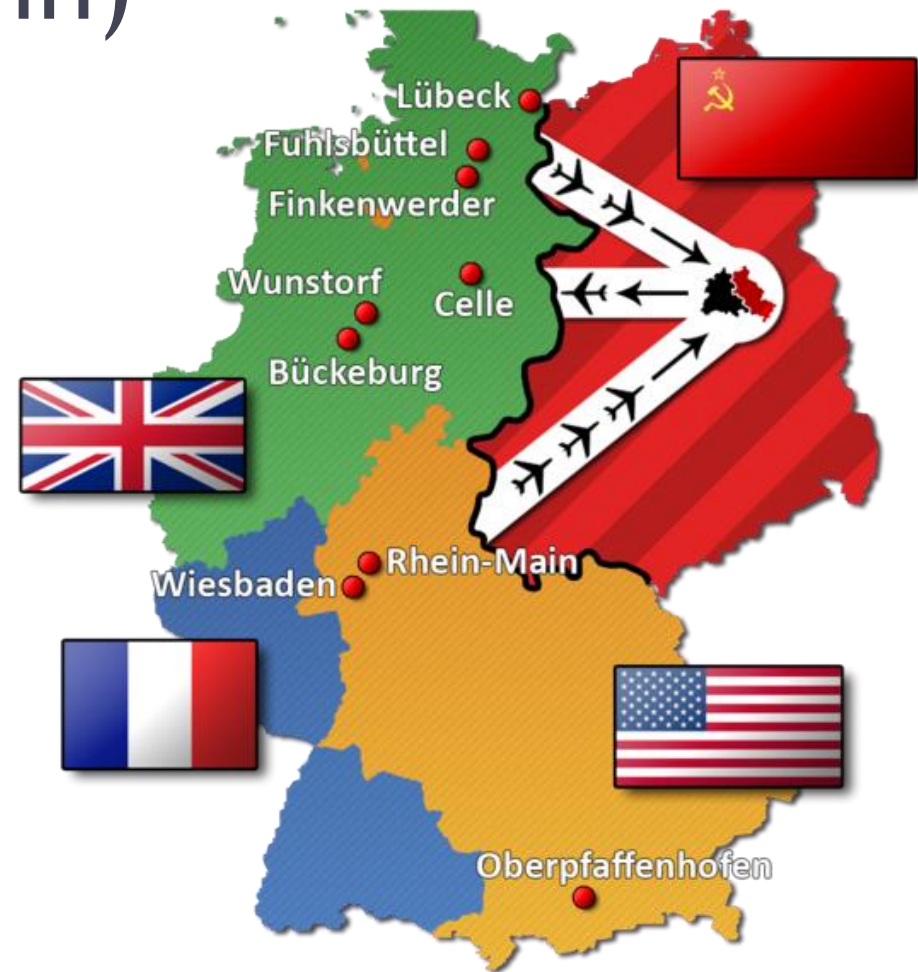 Lübeck
Fuhlsbüttel
Finkenwerder
Wunstorf
Celle
Bückeburg
Rhein-Main
Wiesbaden
Oberpfaffenhofen